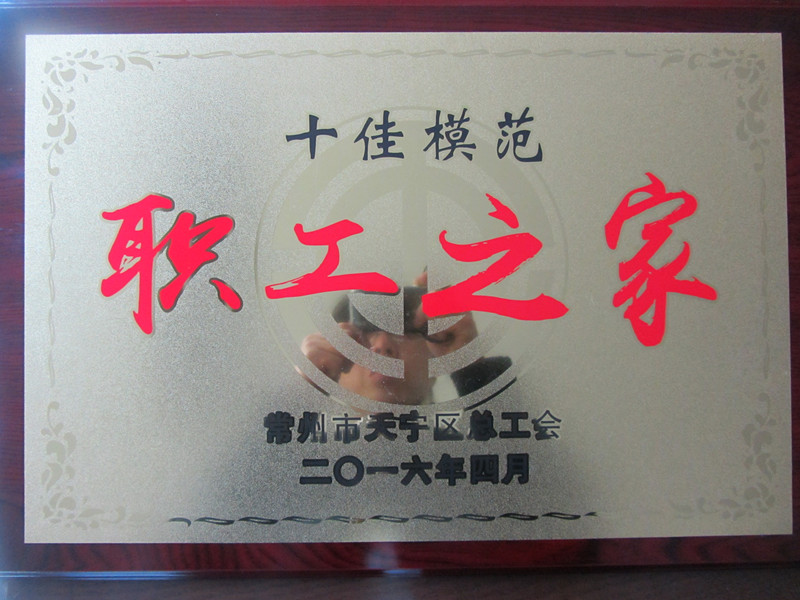 十佳模范
职工之家
常州市天宁区总工会
二〇一六年四月